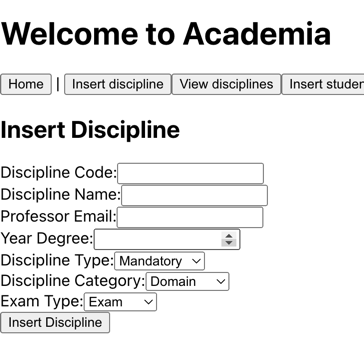 Welcome to Academia
Home | Insert discipline View disciplines Insert
Insert Discipline
Discipline Code:
Discipline Name:
Professor Email:
Year Degree:
Discipline Type: Mandatory
Discipline Category: Domain
Exam Type: Exam
Insert Discipline